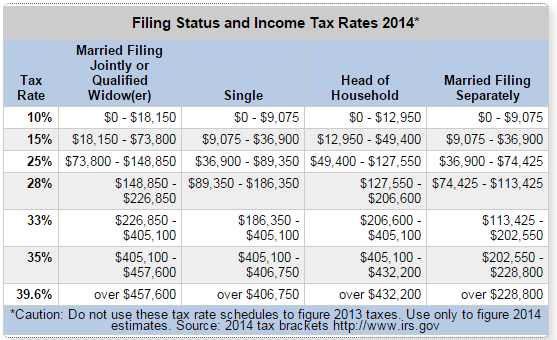 Filing Status and Income Tax Rates 2014*
Tax Rate Married Filing Jointly or Qualified Widow(er) Single Head of Household Married Filing Separately
10% $0 - $18,150 $0 - $9,075 $0 - $12,950 $0 - $9,075
15% $18,150 - $73,800 $9,075 - $36,900 $12,950 - $49,400 $9,075 - $36,900
25% $73,800 - $148,850 $36,900 - $89,350 $49,400 - $127,550 $36,900 - $74,425
28% $148,850 - $226,850 $89,350 - $186,350 $127,550 - $206,600 $74,425 - $113,425
33% $226,850 - $405,100 $186,350 - $405,100 $206,600 - $405,100 $113,425 - $202,550
35% $405,100 - $457,600 $405,100 - $406,750 $405,100 - $432,200 $202,550 - $228,800
39.6% over $457,600 over $406,750 over $432,200 over $228,800
*Caution: Do not use these tax rate schedules to figure 2013 taxes. Use only to figure 2014
estimates. Source: 2014 tax brackets http://www.irs.gov